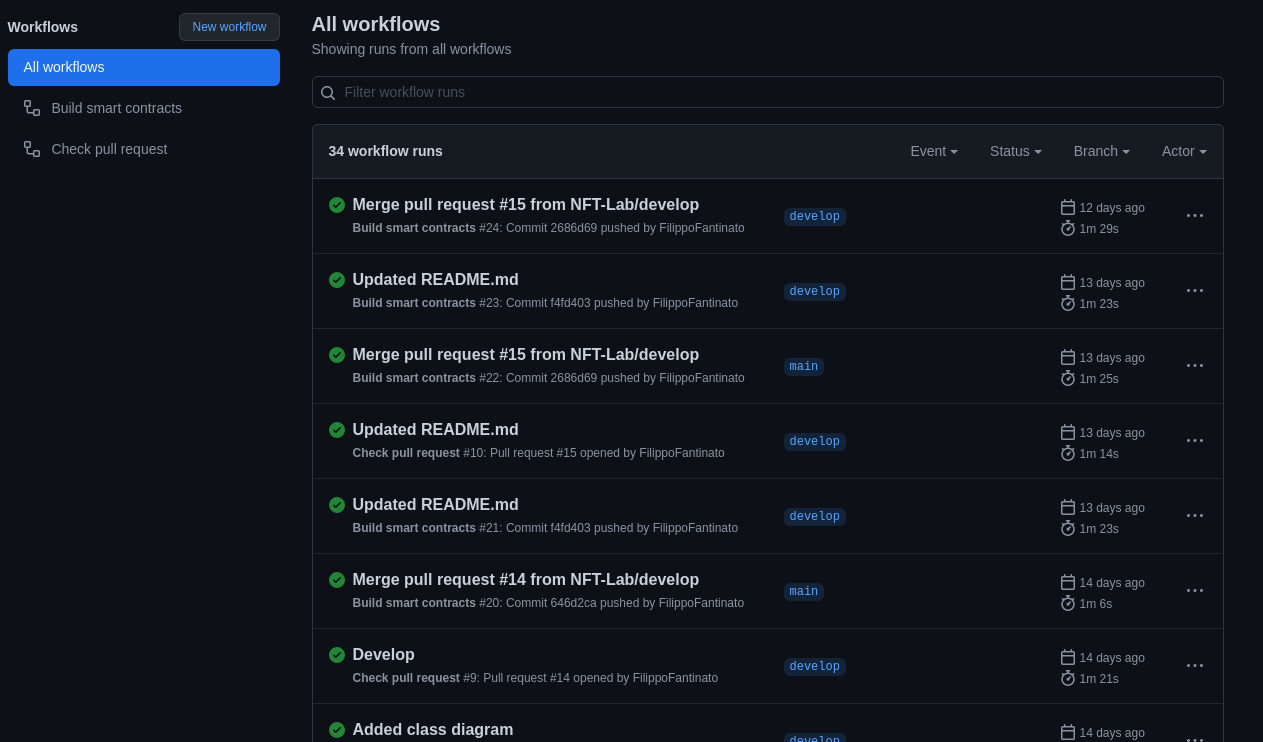 Workflows
New workflow
All workflows
Build smart contracts
Check pull request
All workflows
Showing runs from all workflows
Filter workflow runs
34 workflow runs
Event
Status
Branch
Actor
Merge pull request #15 from NFT-Lab/develop
Build smart contracts #24: Commit 2686d69 pushed by FilippoFantinato
develop
12 days ago
1m 29s
Updated README.md
Build smart contracts #23: Commit f4fd403 pushed by FilippoFantinato
develop
13 days ago
1m 23s
Merge pull request #15 from NFT-Lab/develop
Build smart contracts #22: Commit 2686d69 pushed by FilippoFantinato
main
13 days ago
1m 25s
Updated README.md
Check pull request #10: Pull request #15 opened by FilippoFantinato
develop
13 days ago
1m 14s
Updated README.md
Build smart contracts #21: Commit f4fd403 pushed by FilippoFantinato
develop
13 days ago
1m 23s
Merge pull request #14 from NFT-Lab/develop
Build smart contracts #20: Commit 646d2ca pushed by FilippoFantinato
main
14 days ago
1m 6s
Develop
Check pull request #9: Pull request #14 opened by FilippoFantinato
develop
14 days ago
1m 21s
Added class diagram
develop
14 days ago